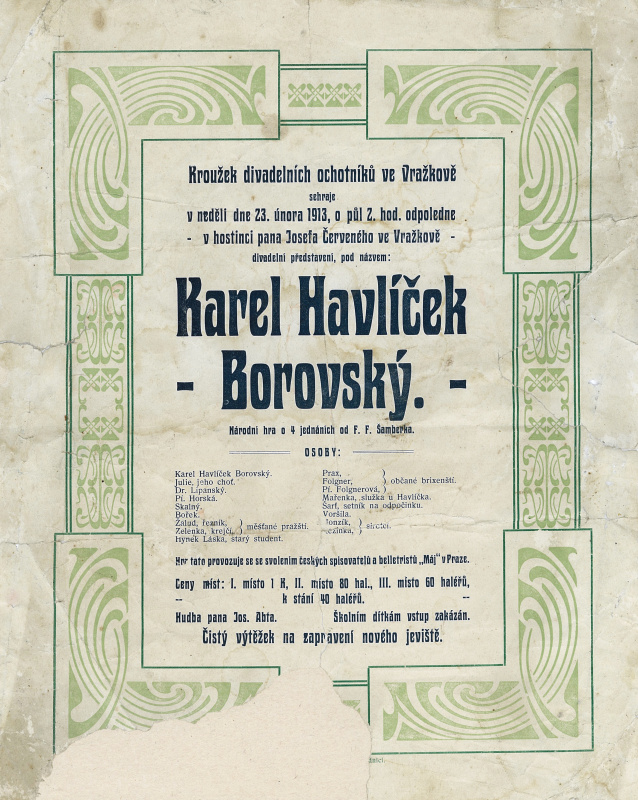 Kroužek divadelních ochotníků ve Vražkově
sehraje
v neděli dne 23. února 1913, o půl 2. hod. odpoledne
- v hostinci pana Josefa Červeného ve Vražkově -
divadelní představení, pod názvem:
Karel Havlíček
- Borovský. -
Národní hra o 4 jednáních od F. F. Šamberka.
OSOBY:
Karel Havlíček Borovský.
Julie, jeho choť.
Dr. Lipanský.
Pí. Horská.
Skalný.
Bořek.
Žalud, řezník,
Zelenka, krejčí,
} měšťané pražští.
Hynek Láska, starý student.
Prax,
Folgner,
Pí. Folgnerová,
} občané brixenští.
Mařenka, služka u Havlíčka.
Šarf, setník na odpočinku.
Voršila.
Honzík,
} sirotci.
Hra tato provozuje se se svolením českých spisovatelů a belletristů „Máj" v Praze.
Ceny míst: I. místo 1 K, II. místo 80 hal., III. místo 60 haléřů,
-- k stání 40 haléřů. --
Hudba pana Jos. Abta. Školním dítkám vstup zakázán.
Čistý výtěžek na zapravení nového jeviště.